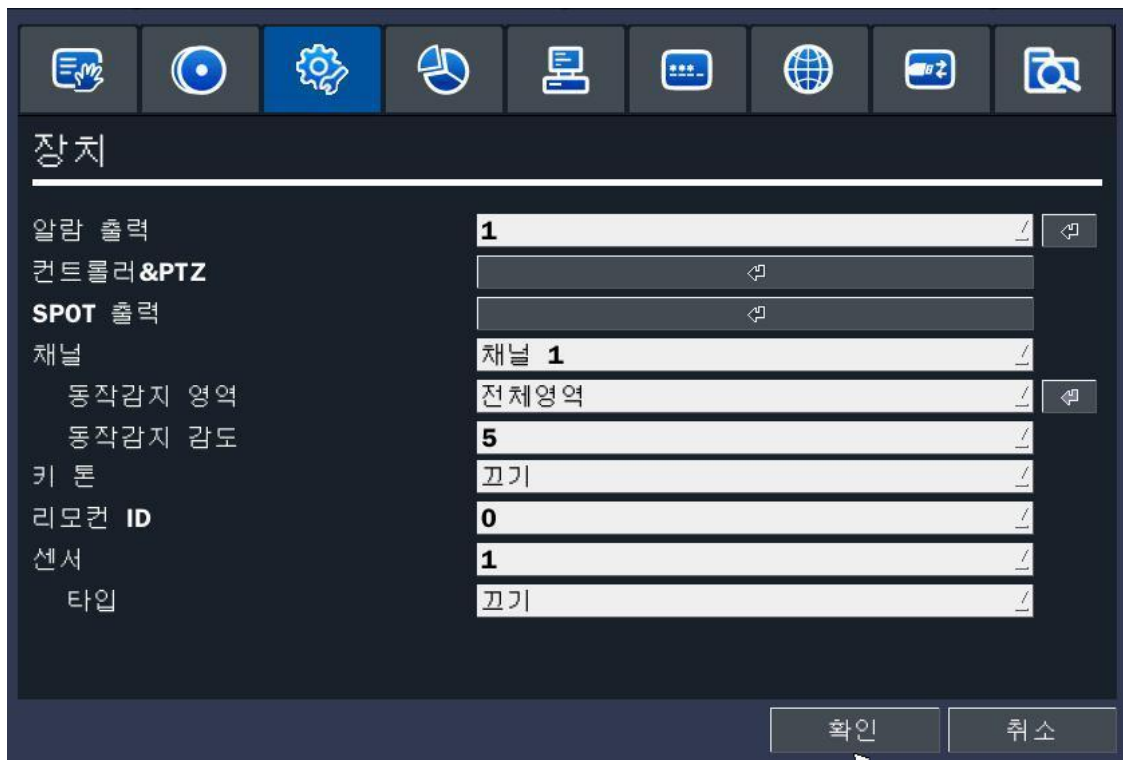 장치
알람 출력 1
컨트롤러&PTZ
SPOT 출력
채널 채널 1
동작감지 영역 전체영역
동작감지 감도 5
키 톤 끄기
리모컨 ID 0
센서 1
타입 끄기
확인 취소